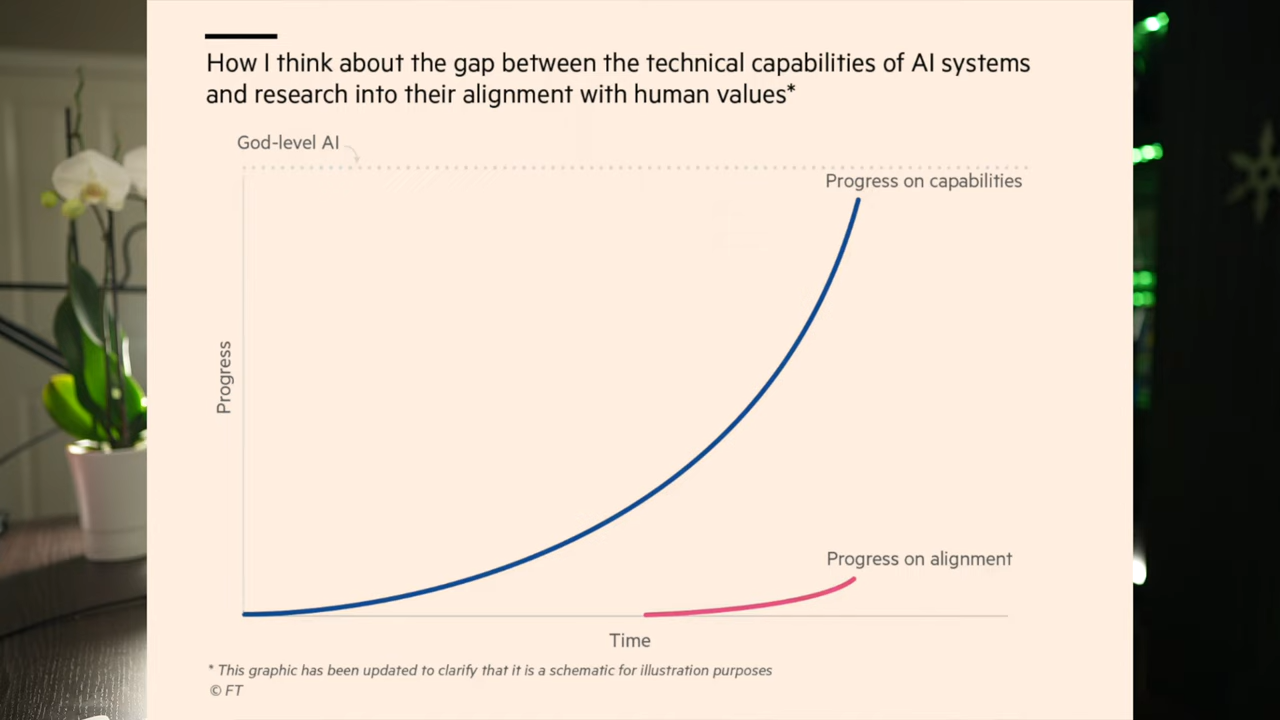 How I think about the gap between the technical capabilities of AI systems
and research into their alignment with human values*
God-level AI
Progress on capabilities
Progress
Progress on alignment
Time
* This graphic has been updated to clarify that it is a schematic for illustration purposes
© FT